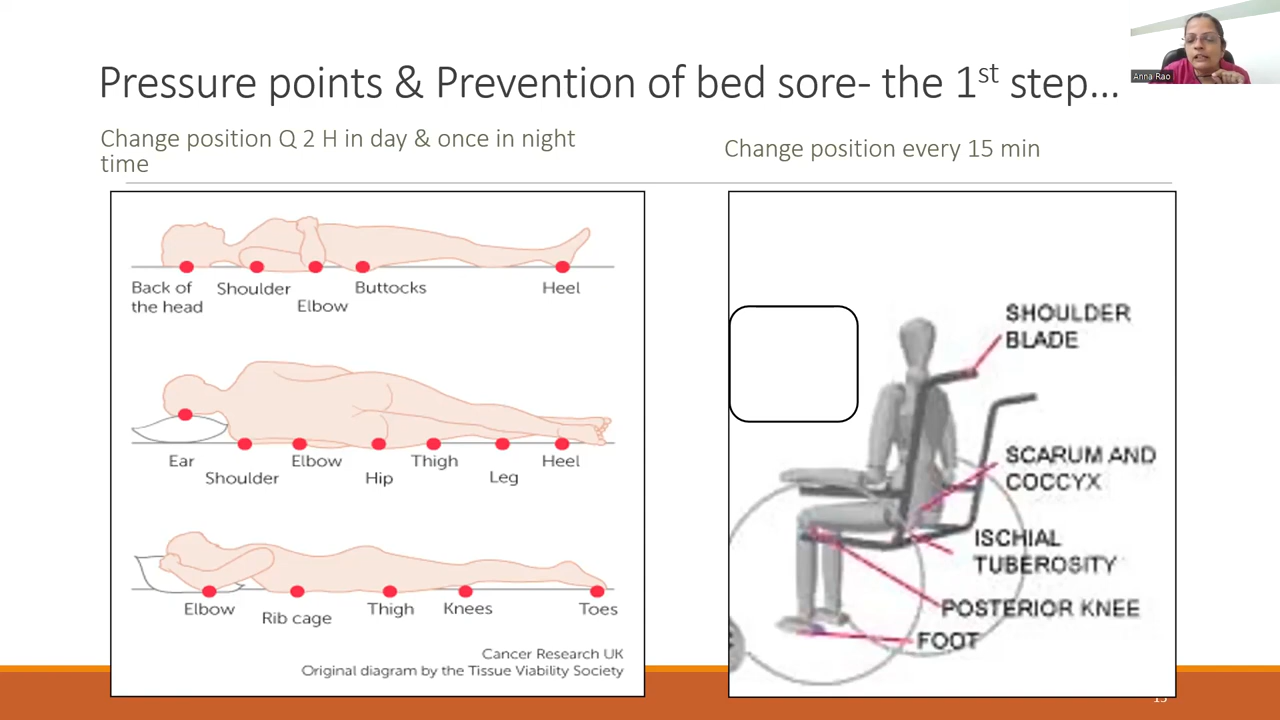 Anna Rao
Pressure points & Prevention of bed sore- the 1st step...
Change position Q 2 H in day & once in night
time
Change position every 15 min
Back of
the head
Shoulder
Elbow
Buttocks
Heel
Ear
Shoulder
Elbow
Hip
Thigh
Leg
Heel
Elbow
Rib cage
Thigh
Knees
Toes
Cancer Research UK
Original diagram by the Tissue Viability Society
SHOULDER
BLADE
SCARUM AND
COCCYX
ISCHIAL
TUBEROSITY
POSTERIOR KNEE
FOOT